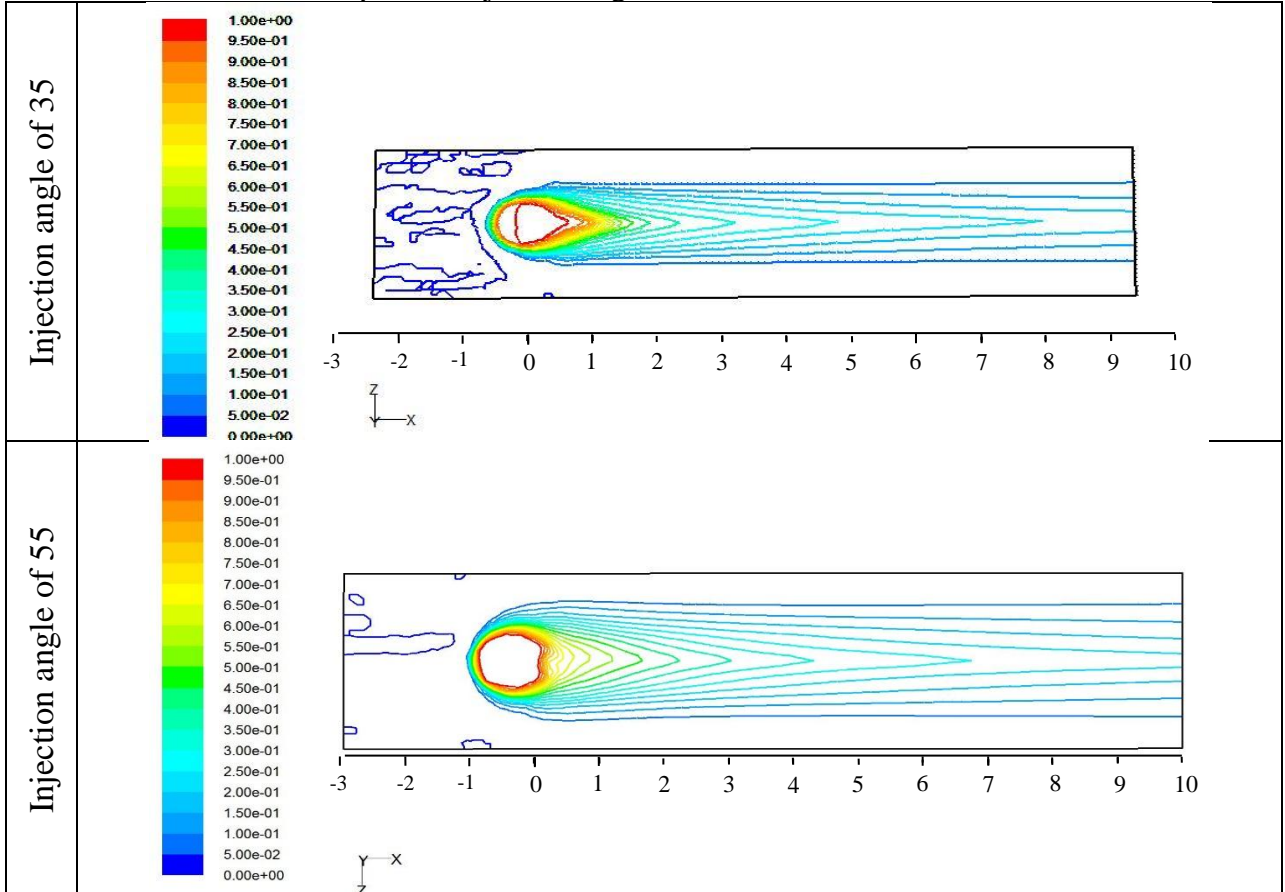 Injection angle of 35
1.00e+00
9.50e-01
9.00e-01
8.50e-01
8.00e-01
7.50e-01
7.00e-01
6.50e-01
6.00e-01
5.50e-01
5.00e-01
4.50e-01
4.00e-01
3.50e-01
3.00e-01
2.50e-01
2.00e-01
1.50e-01
1.00e-01
5.00e-02
0.00e+00
-3 -2 -1 0 1 2 3 4 5 6 7 8 9 10
Z
Y X
Injection angle of 55
1.00e+00
9.50e-01
9.00e-01
8.50e-01
8.00e-01
7.50e-01
7.00e-01
6.50e-01
6.00e-01
5.50e-01
5.00e-01
4.50e-01
4.00e-01
3.50e-01
3.00e-01
2.50e-01
2.00e-01
1.50e-01
1.00e-01
5.00e-02
0.00e+00
-3 -2 -1 0 1 2 3 4 5 6 7 8 9 10
Y X
Z